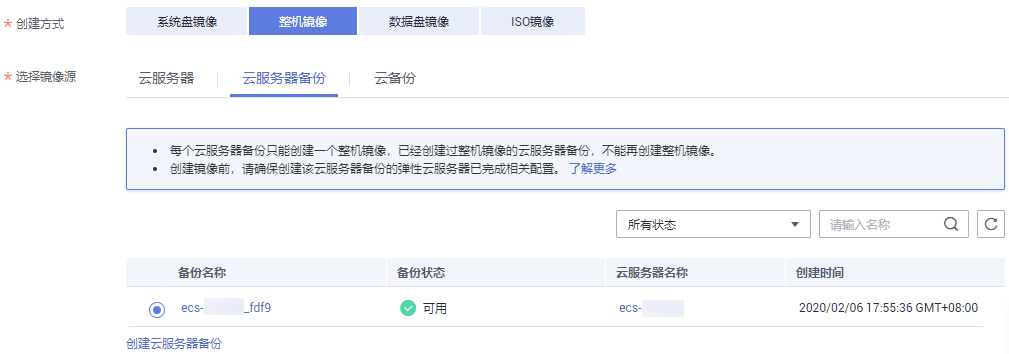 * 创建方式 系统盘镜像 整机镜像 数据盘镜像 ISO镜像
* 选择镜像源 云服务器 云服务器备份 云备份
• 每个云服务器备份只能创建一个整机镜像，已经创建过整机镜像的云服务器备份，不能再创建整机镜像。
• 创建镜像前，请确保创建该云服务器备份的弹性云服务器已完成相关配置。 了解更多
所有状态 请输入名称
备份名称 备份状态 云服务器名称 创建时间
ecs- _fdf9 可用 ecs- 2020/02/06 17:55:36 GMT+08:00
创建云服务器备份